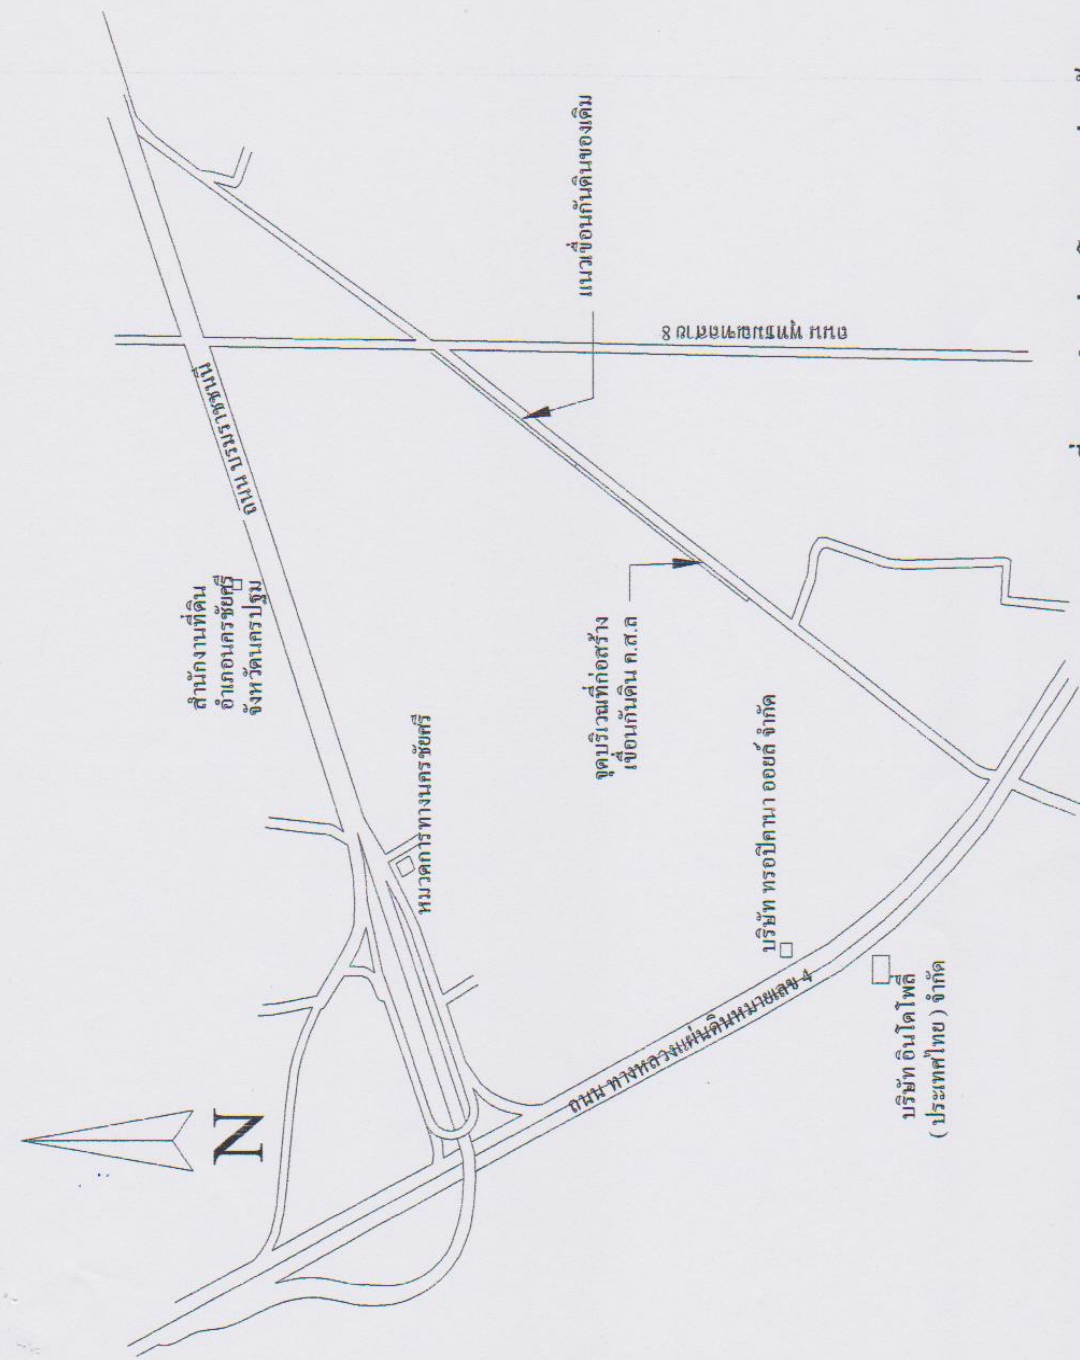 สำนักงานที่ดิน
อำเภอนครชัยศรี
จังหวัดนครปฐม
ถนน บรมราชชนนี
หมวดการทางนครชัยศรี
แนวเขื่อนกันดินของเดิม
ถนน พุทธมณฑลสาย 8
จุดบริเวณที่ก่อสร้าง
เขื่อนกันดิน ค.ส.ล
บริษัท ทรอปิคานา ออยล์ จำกัด
ถนน ทางหลวงแผ่นดินหมายเลข 4
บริษัท อินโดโพลี
( ประเทศไทย ) จำกัด
N